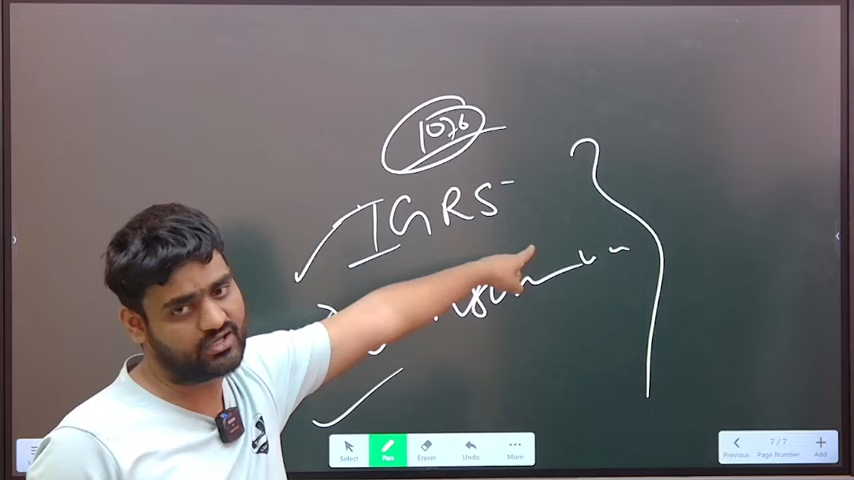 1076
IGRS
Select Pen Eraser Undo More
Previous 7/7 Page Number Add